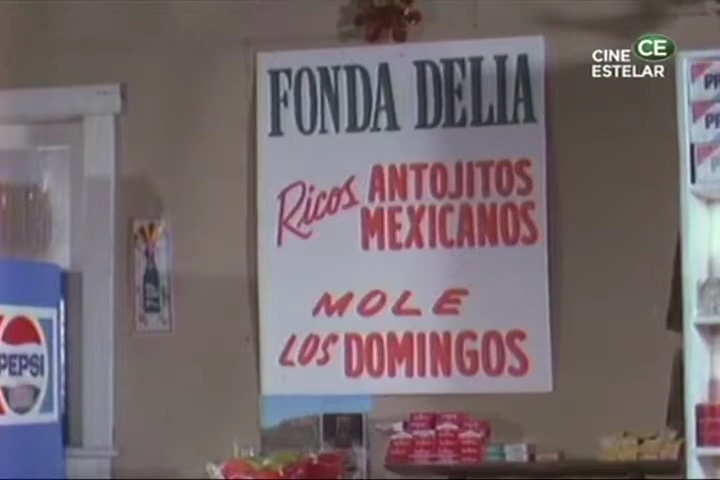 FONDA DELIA
Ricos ANTOJITOS
MEXICANOS
MOLE
LOS DOMINGOS
CINE CE
ESTELAR
PEPSI